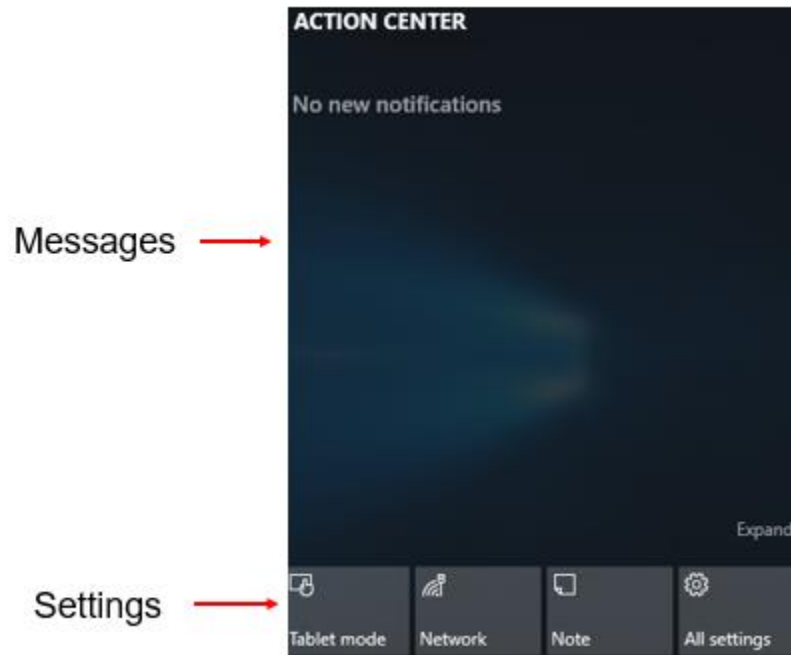 ACTION CENTER
No new notifications
Messages
Expand
Settings
Tablet mode
Network
Note
All settings